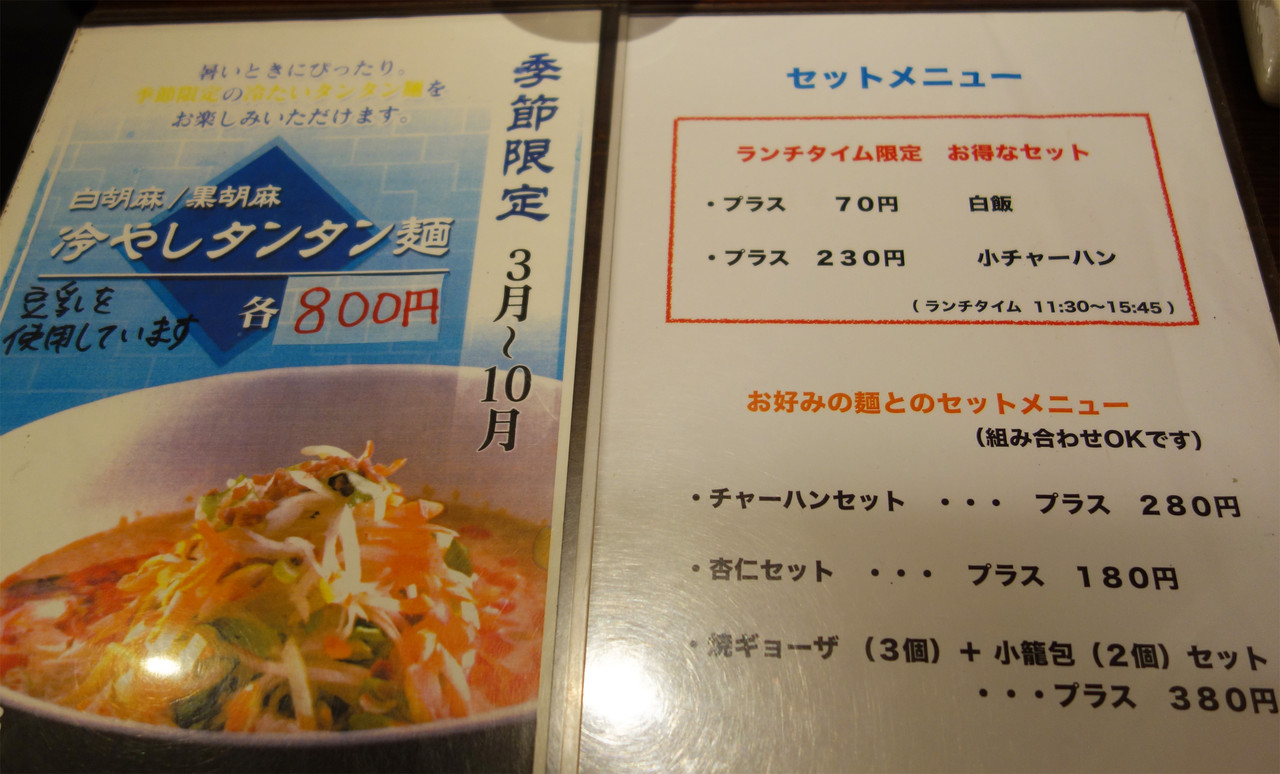 暑いときにぴったり。
季節限定の冷たいタンタン麺を
お楽しみいただけます。
季節限定 3月〜10月
白胡麻/黒胡麻
冷やしタンタン麺
各 800円
豆乳を
使用しています
セットメニュー
ランチタイム限定 お得なセット
・プラス 70円 白飯
・プラス 230円 小チャーハン
(ランチタイム 11:30〜15:45)
お好みの麺とのセットメニュー
(組み合わせOKです)
・チャーハンセット ・・・ プラス 280円
・杏仁セット ・・・ プラス 180円
・焼ギョーザ (3個)+ 小籠包(2個)セット
・・・プラス 380円